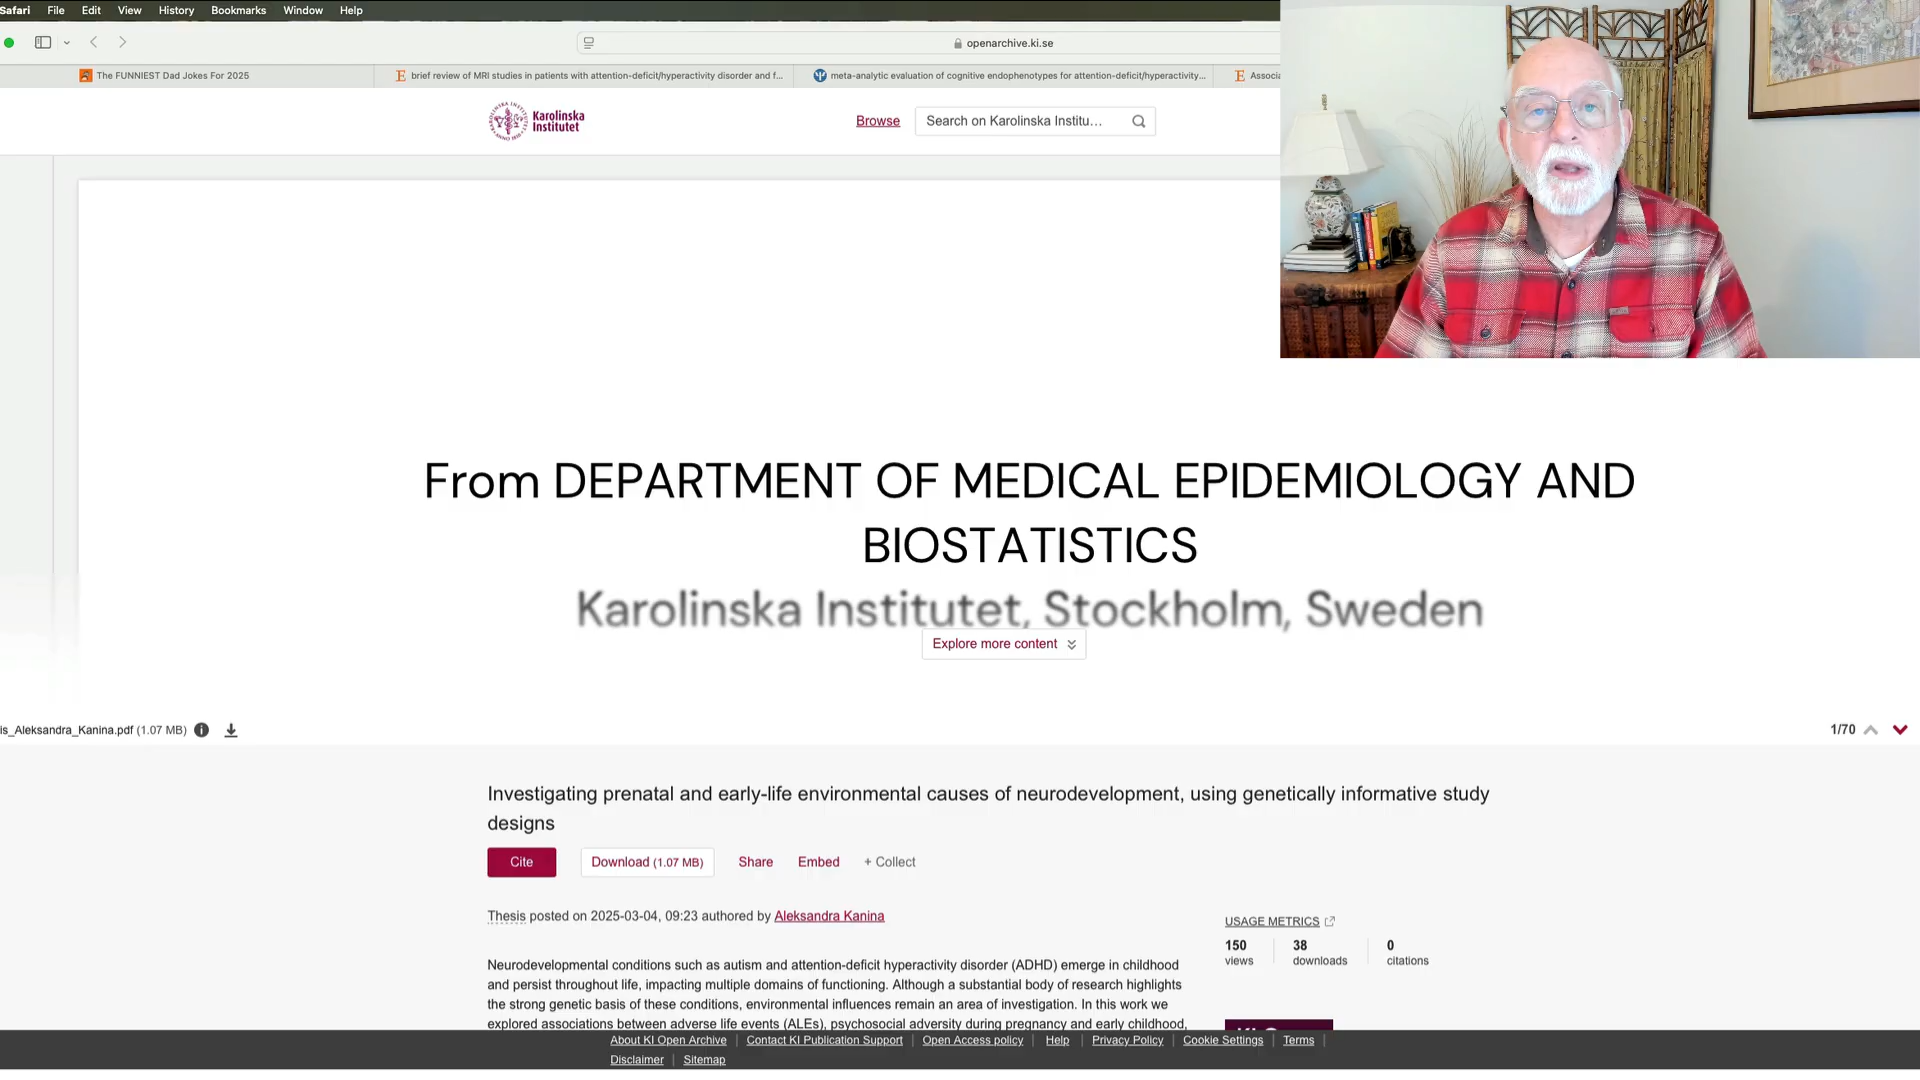 Safari File Edit View History Bookmarks Window Help
openarchive.ki.se
The FUNNIEST Dad Jokes For 2025
brief review of MRI studies in patients with attention-deficit/hyperactivity disorder and f...
meta-analytic evaluation of cognitive endophenotypes for attention-deficit/hyperactivity...
Associa
Karolinska
Institutet
Browse
Search on Karolinska Institu...
From DEPARTMENT OF MEDICAL EPIDEMIOLOGY AND
BIOSTATISTICS
Karolinska Institutet, Stockholm, Sweden
Explore more content
is_Aleksandra_Kanina.pdf (1.07 MB)
1/70
Investigating prenatal and early-life environmental causes of neurodevelopment, using genetically informative study
designs
Cite Download (1.07 MB) Share Embed + Collect
Thesis posted on 2025-03-04, 09:23 authored by Aleksandra Kanina
Neurodevelopmental conditions such as autism and attention-deficit hyperactivity disorder (ADHD) emerge in childhood
and persist throughout life, impacting multiple domains of functioning. Although a substantial body of research highlights
the strong genetic basis of these conditions, environmental influences remain an area of investigation. In this work we
explored associations between adverse life events (ALEs), psychosocial adversity during pregnancy and early childhood,
USAGE METRICS
150 38 0
views downloads citations
About KI Open Archive Contact KI Publication Support Open Access policy Help Privacy Policy Cookie Settings Terms
Disclaimer Sitemap